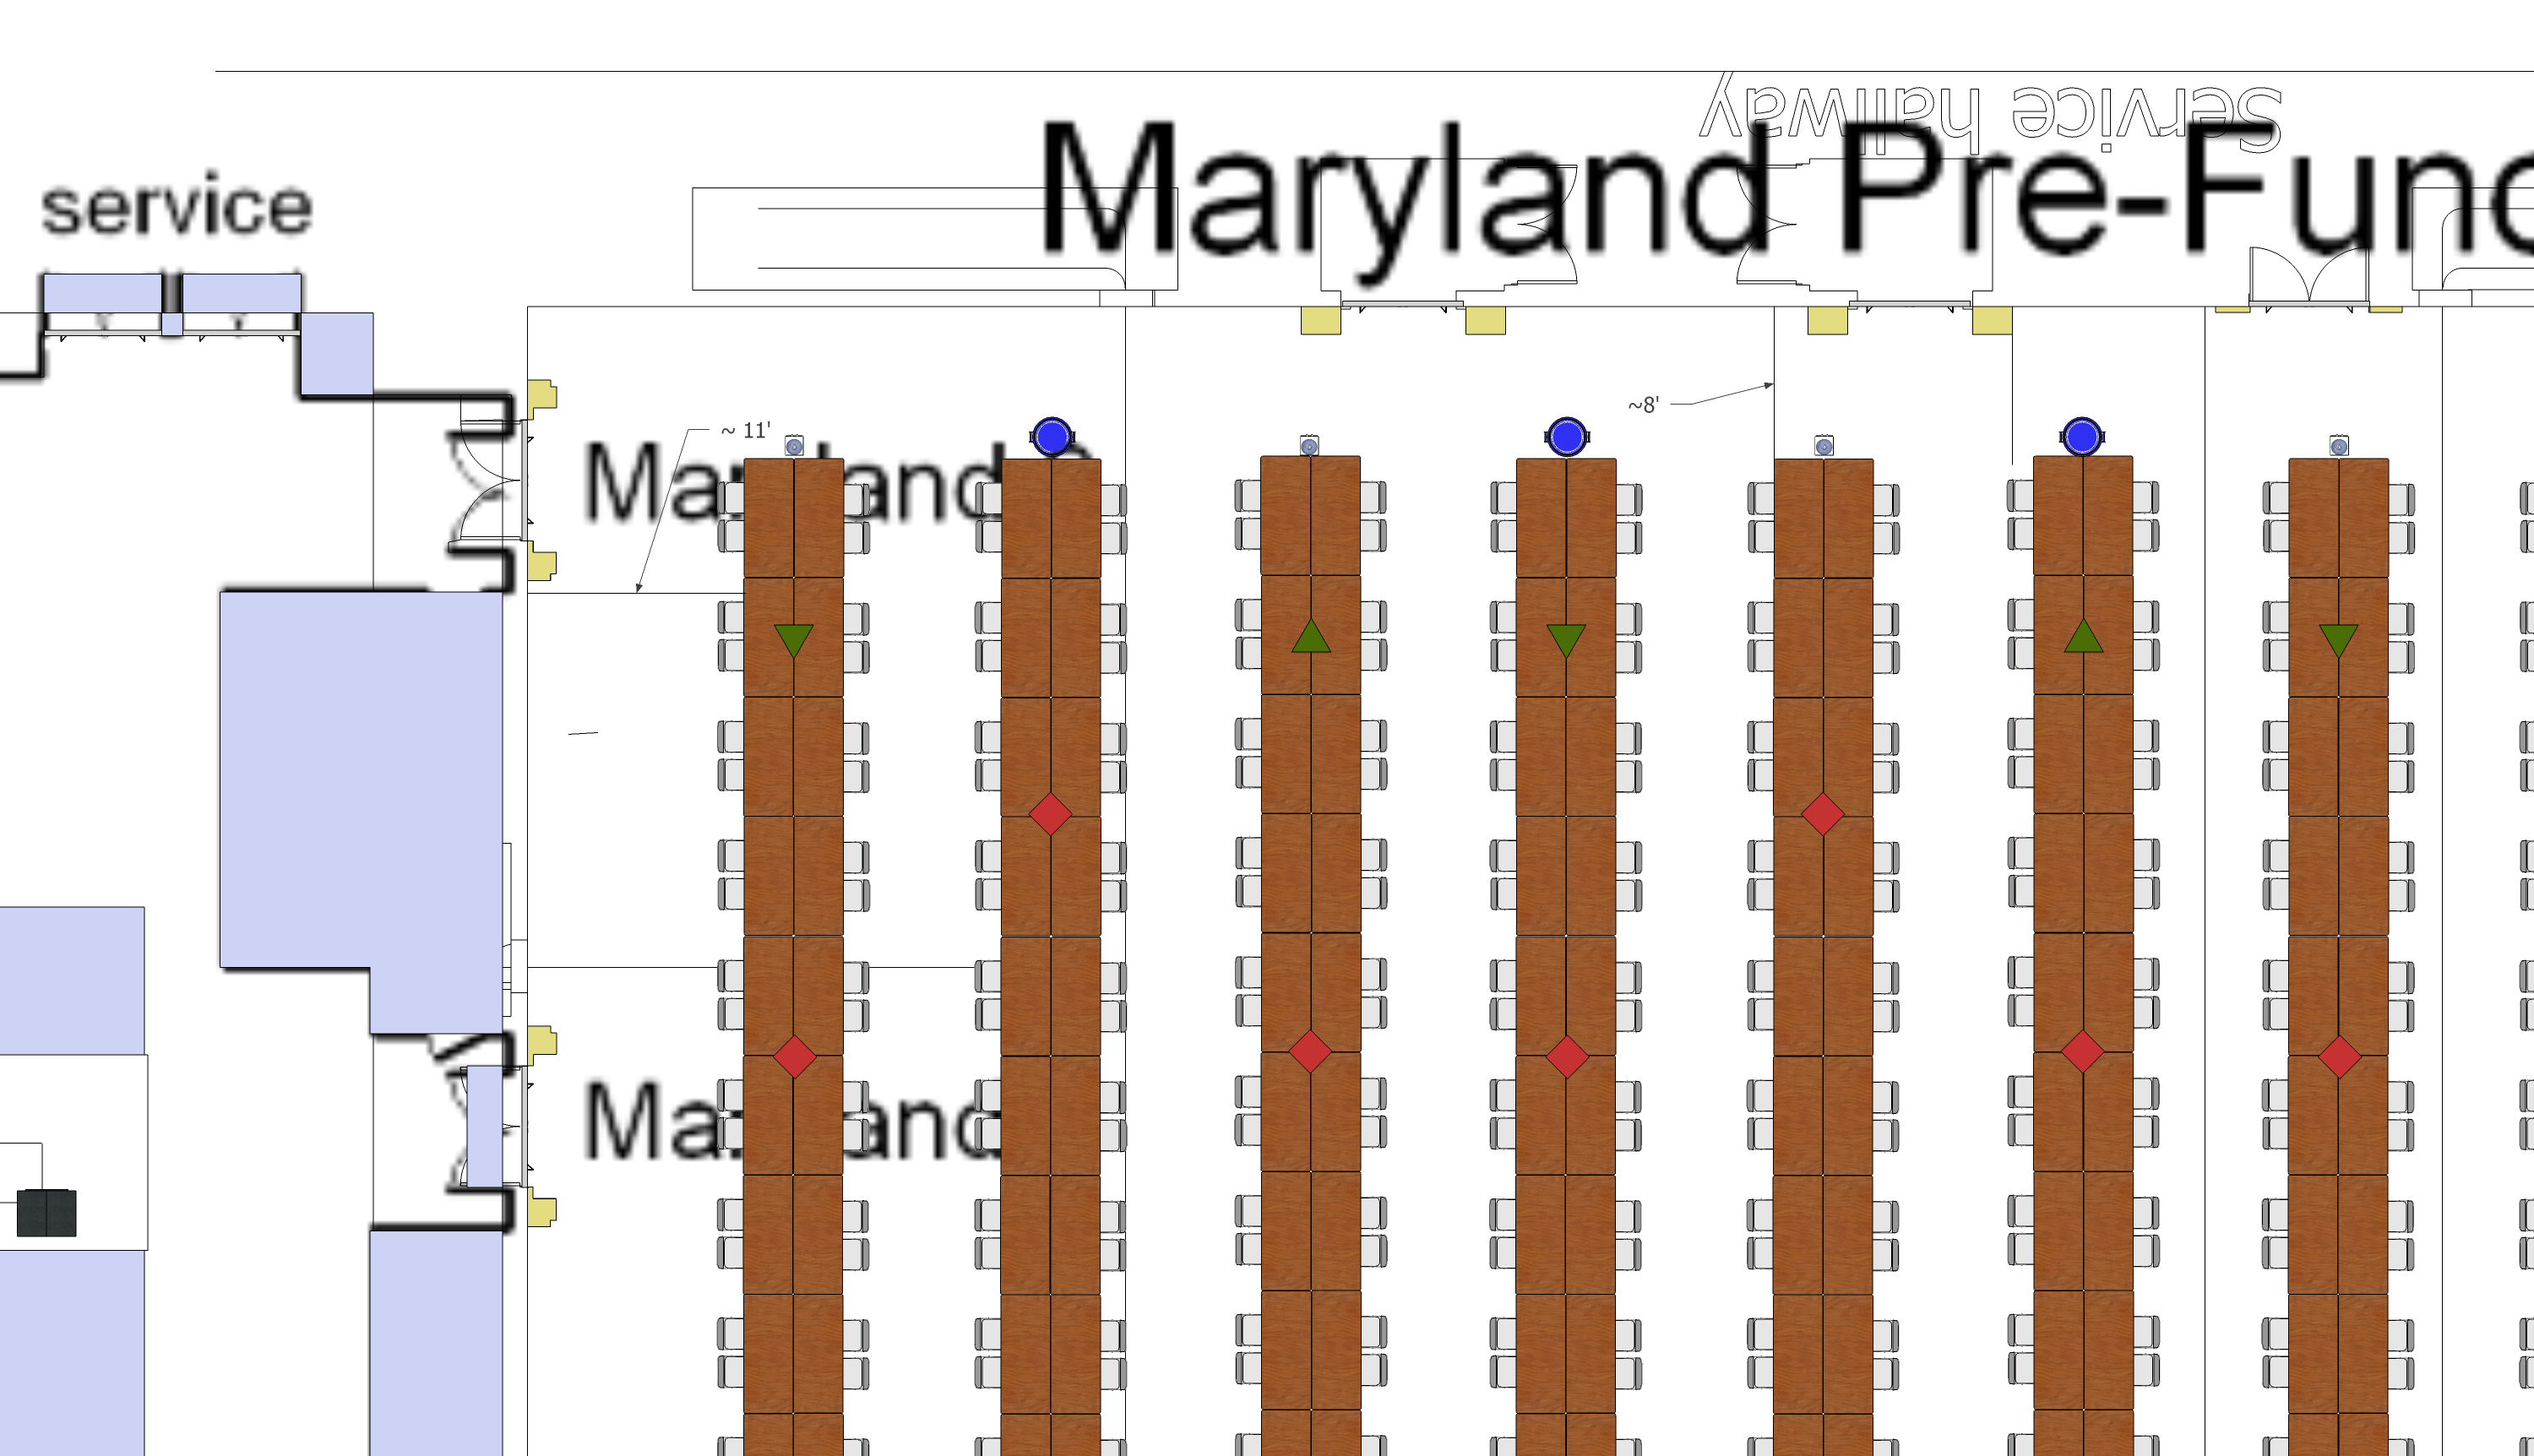 Service hallway
Maryland Pre-Func
service
~8'
~ 11'